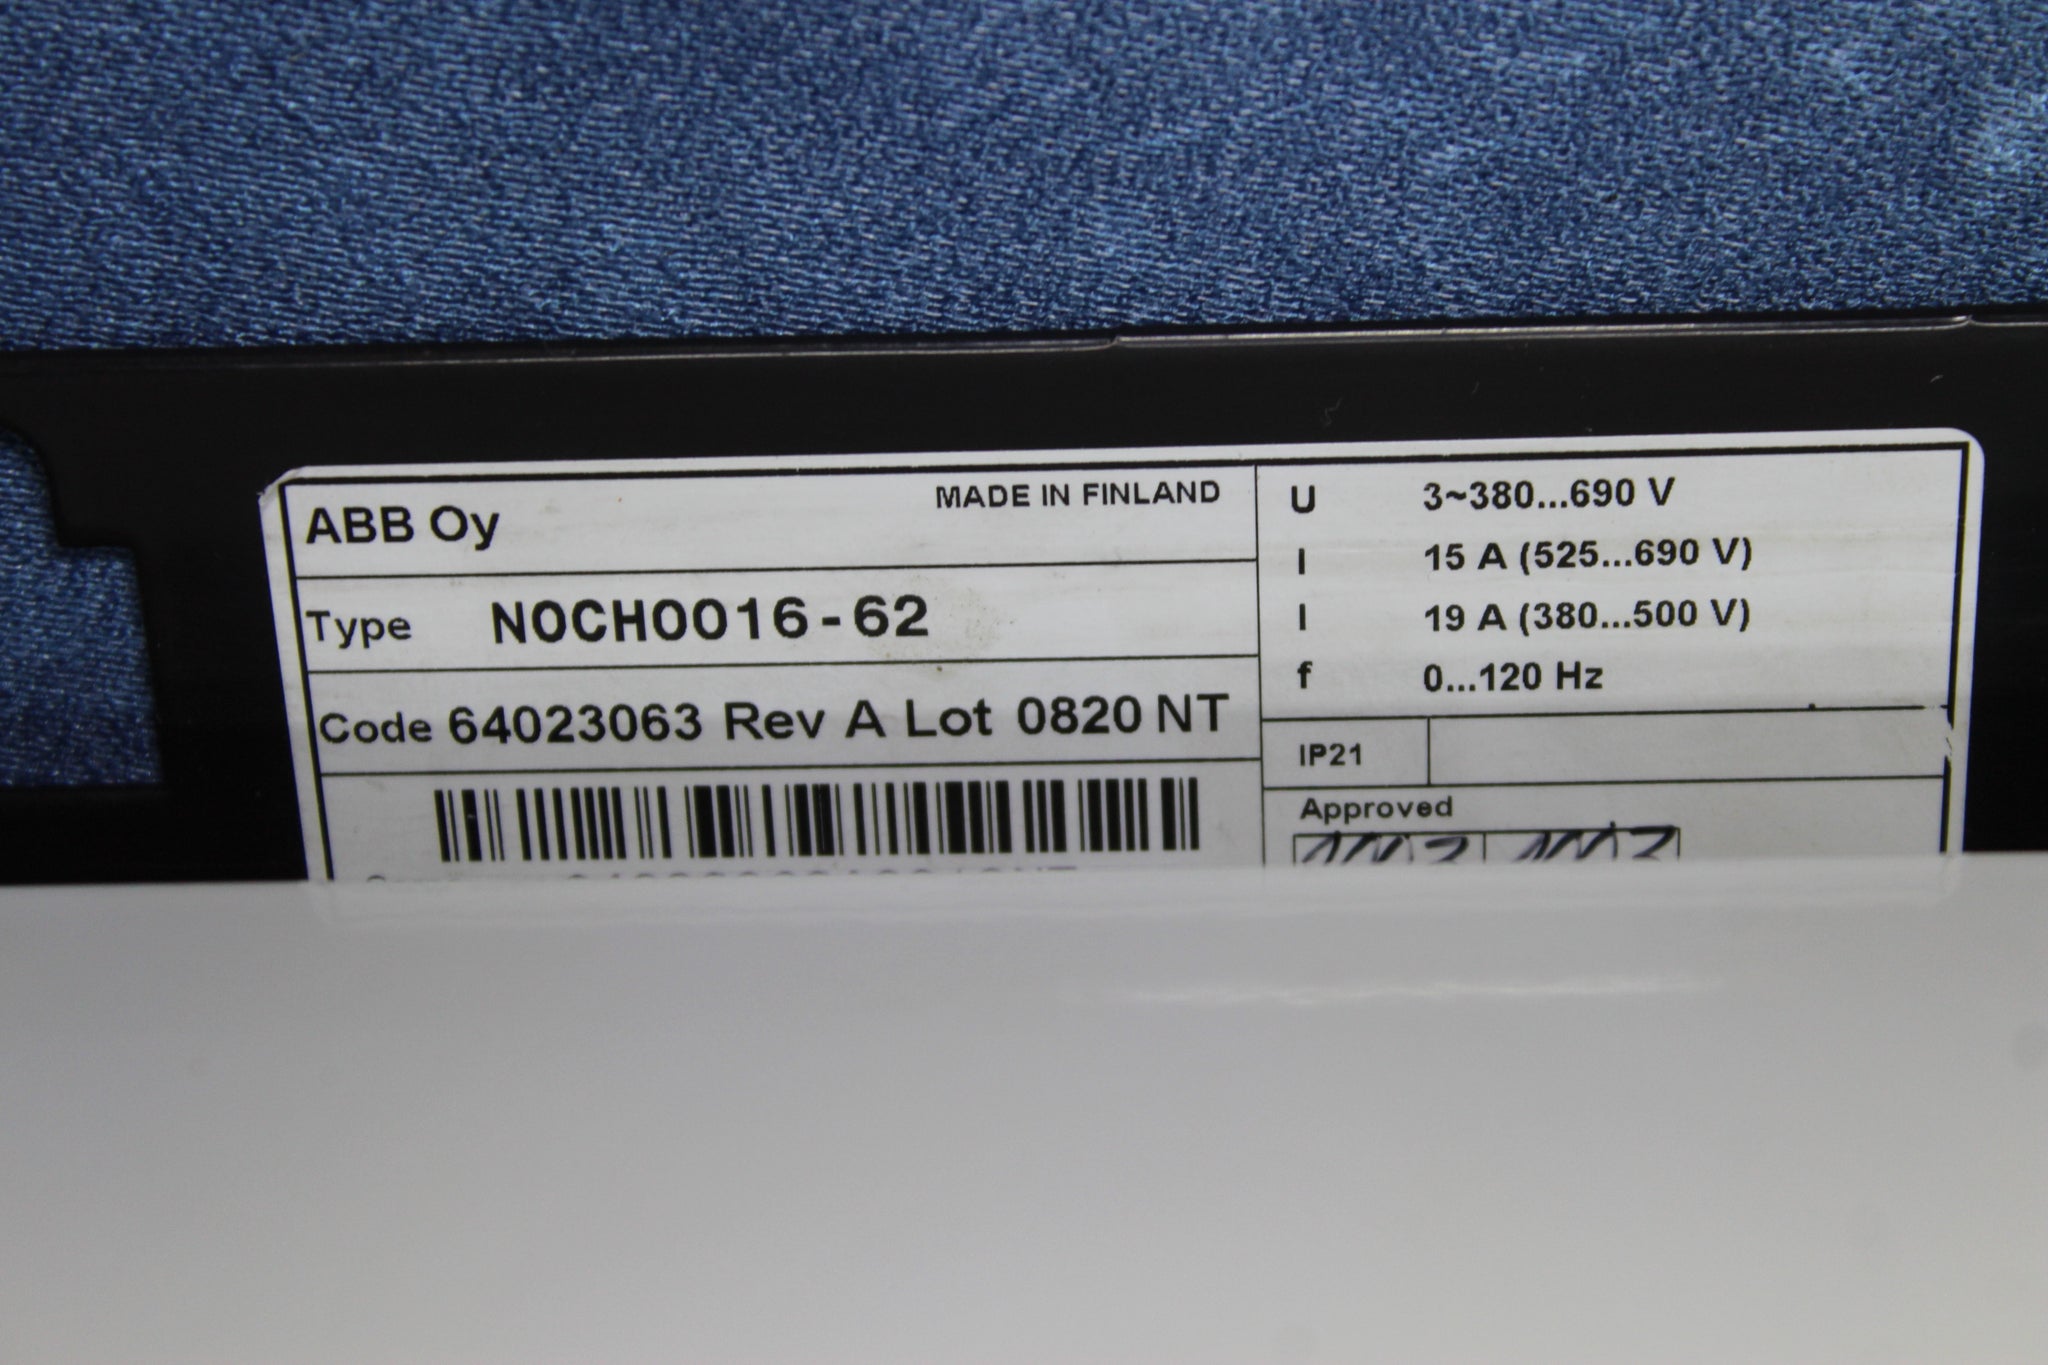 ABB Oy
MADE IN FINLAND
Type NOCH0016-62
Code 64023063 Rev A Lot 0820 NT
U 3~380...690 V
I 15 A (525...690 V)
I 19 A (380...500 V)
f 0...120 Hz
IP21
Approved